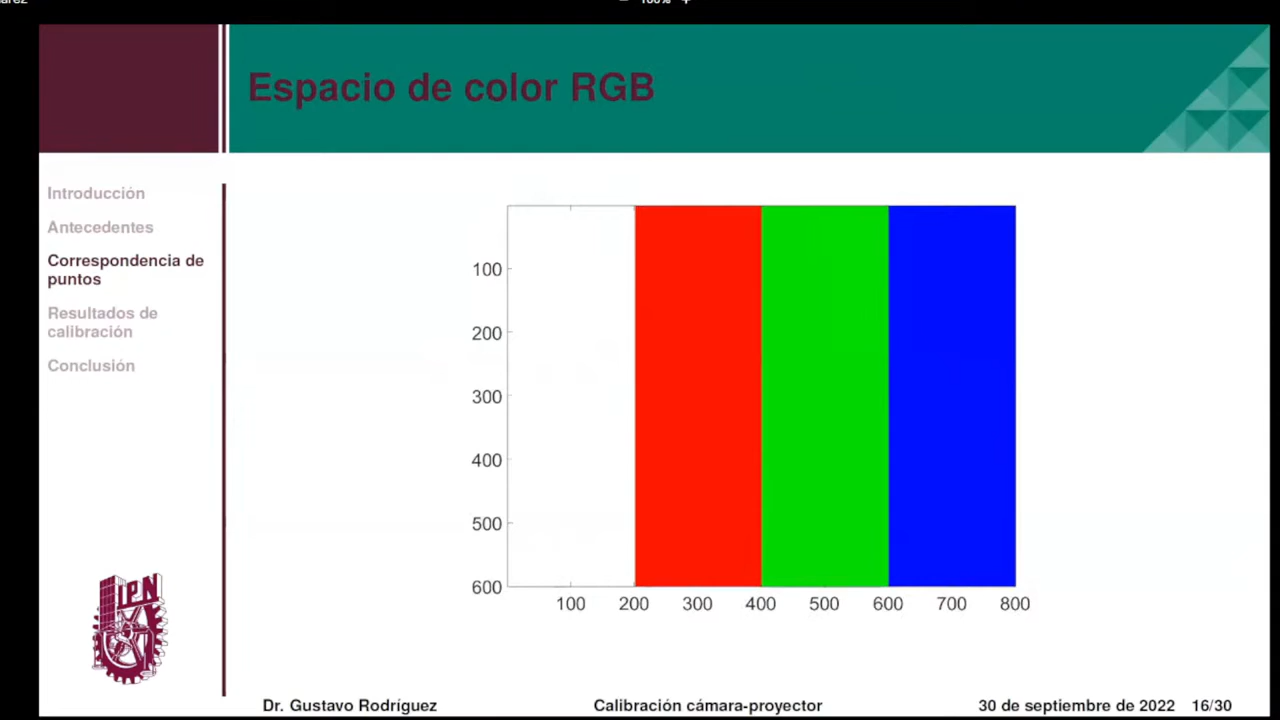 100%
Espacio de color RGB
Introducción
Antecedentes
Correspondencia de
puntos
Resultados de
calibración
Conclusión
100
200
300
400
500
600
100 200 300 400 500 600 700 800
IPN
Dr. Gustavo Rodríguez Calibración cámara-proyector 30 de septiembre de 2022 16/30